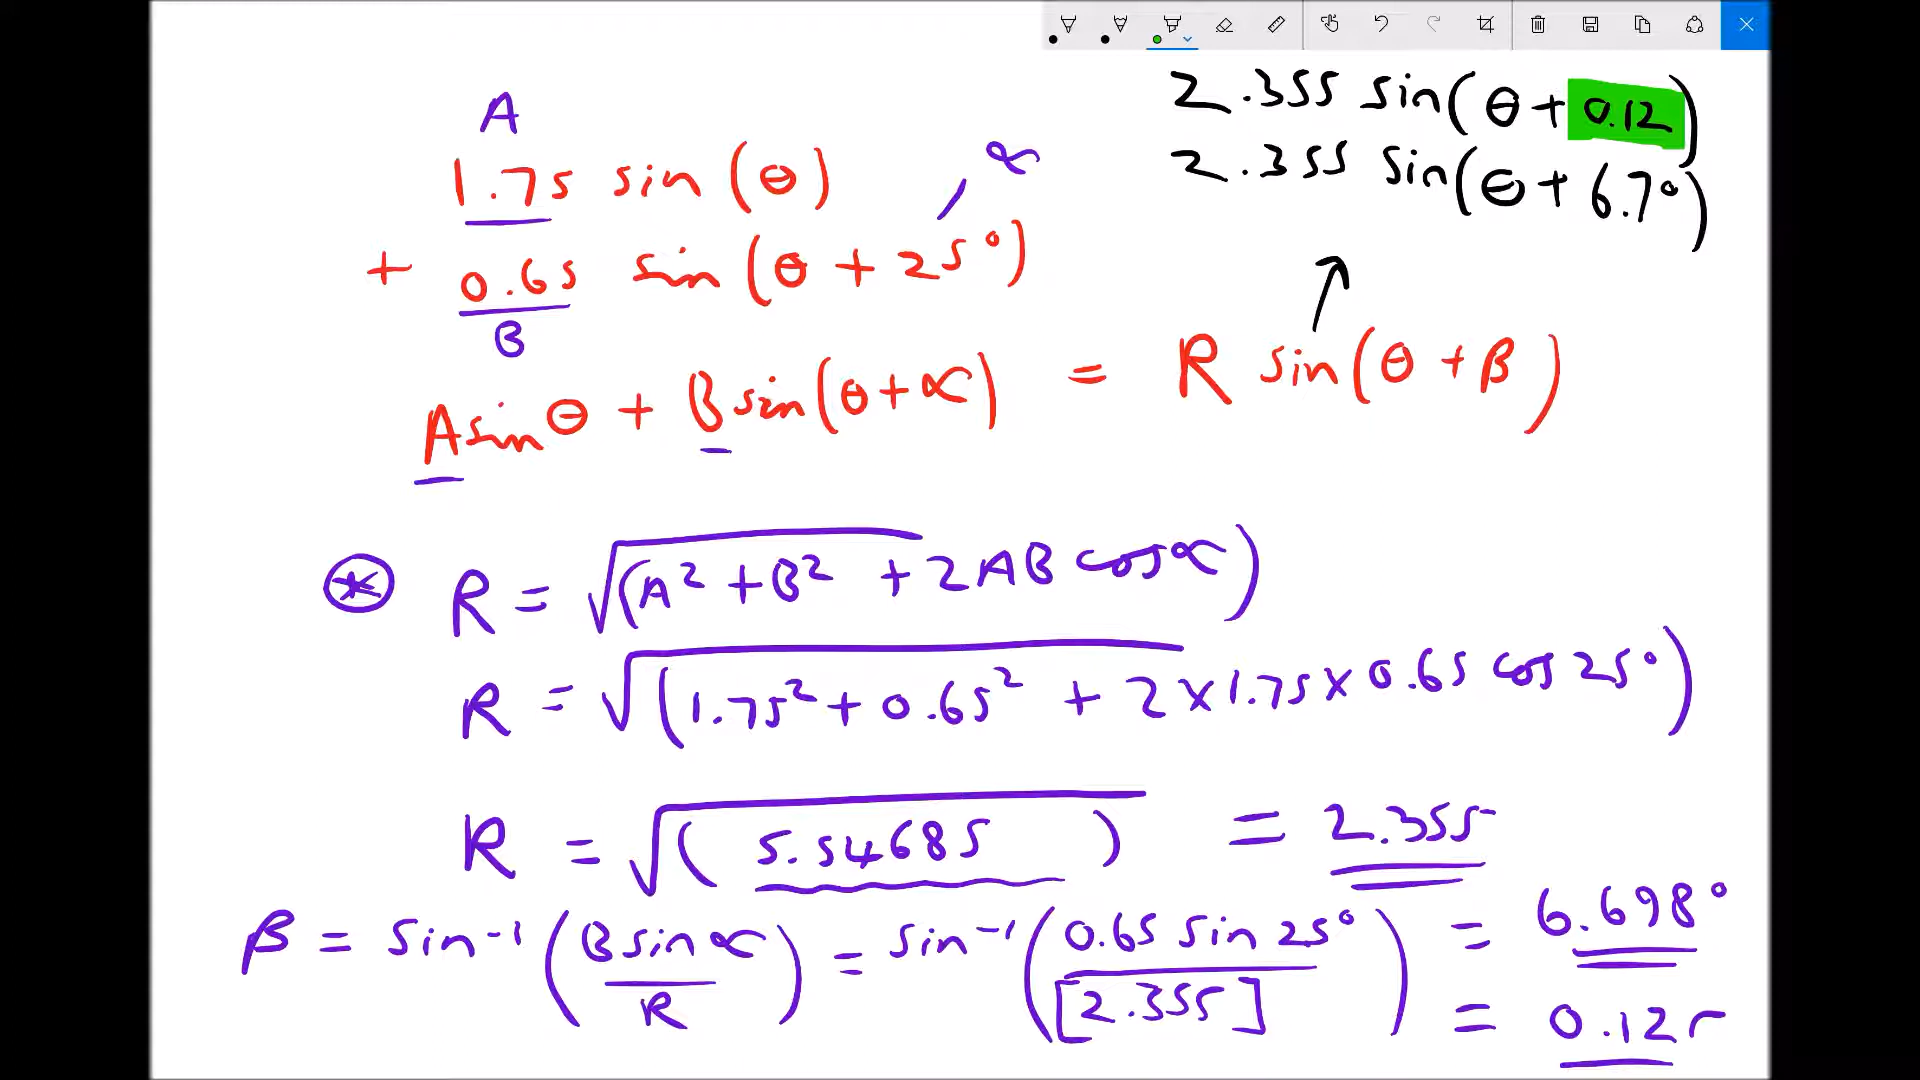 A
1.75 sin (θ)
α
+ 0.65 sin (θ + 25°)
B
2.355 sin(θ + 0.12)
2.355 sin(θ + 6.7°)
A sin θ + B sin(θ + α) = R sin(θ + β)
* R = √(A² + B² + 2AB cos α)
R = √(1.75² + 0.65² + 2 × 1.75 × 0.65 cos 25°)
R = √( 5.54685 ) = 2.355
β = sin⁻¹ (B sin α / R) = sin⁻¹ (0.65 sin 25° / [2.355]) = 6.698°
= 0.12 r